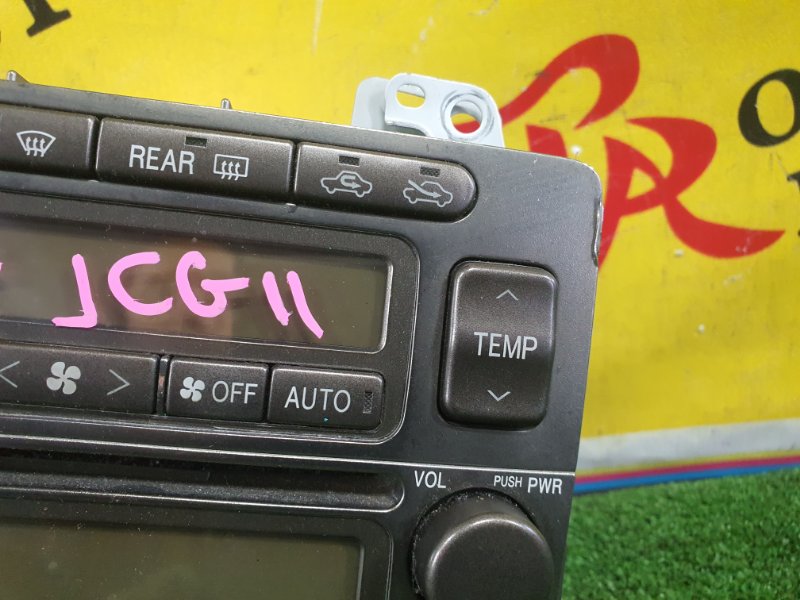 REAR
JCG11
TEMP
OFF
AUTO
VOL
PUSH PWR